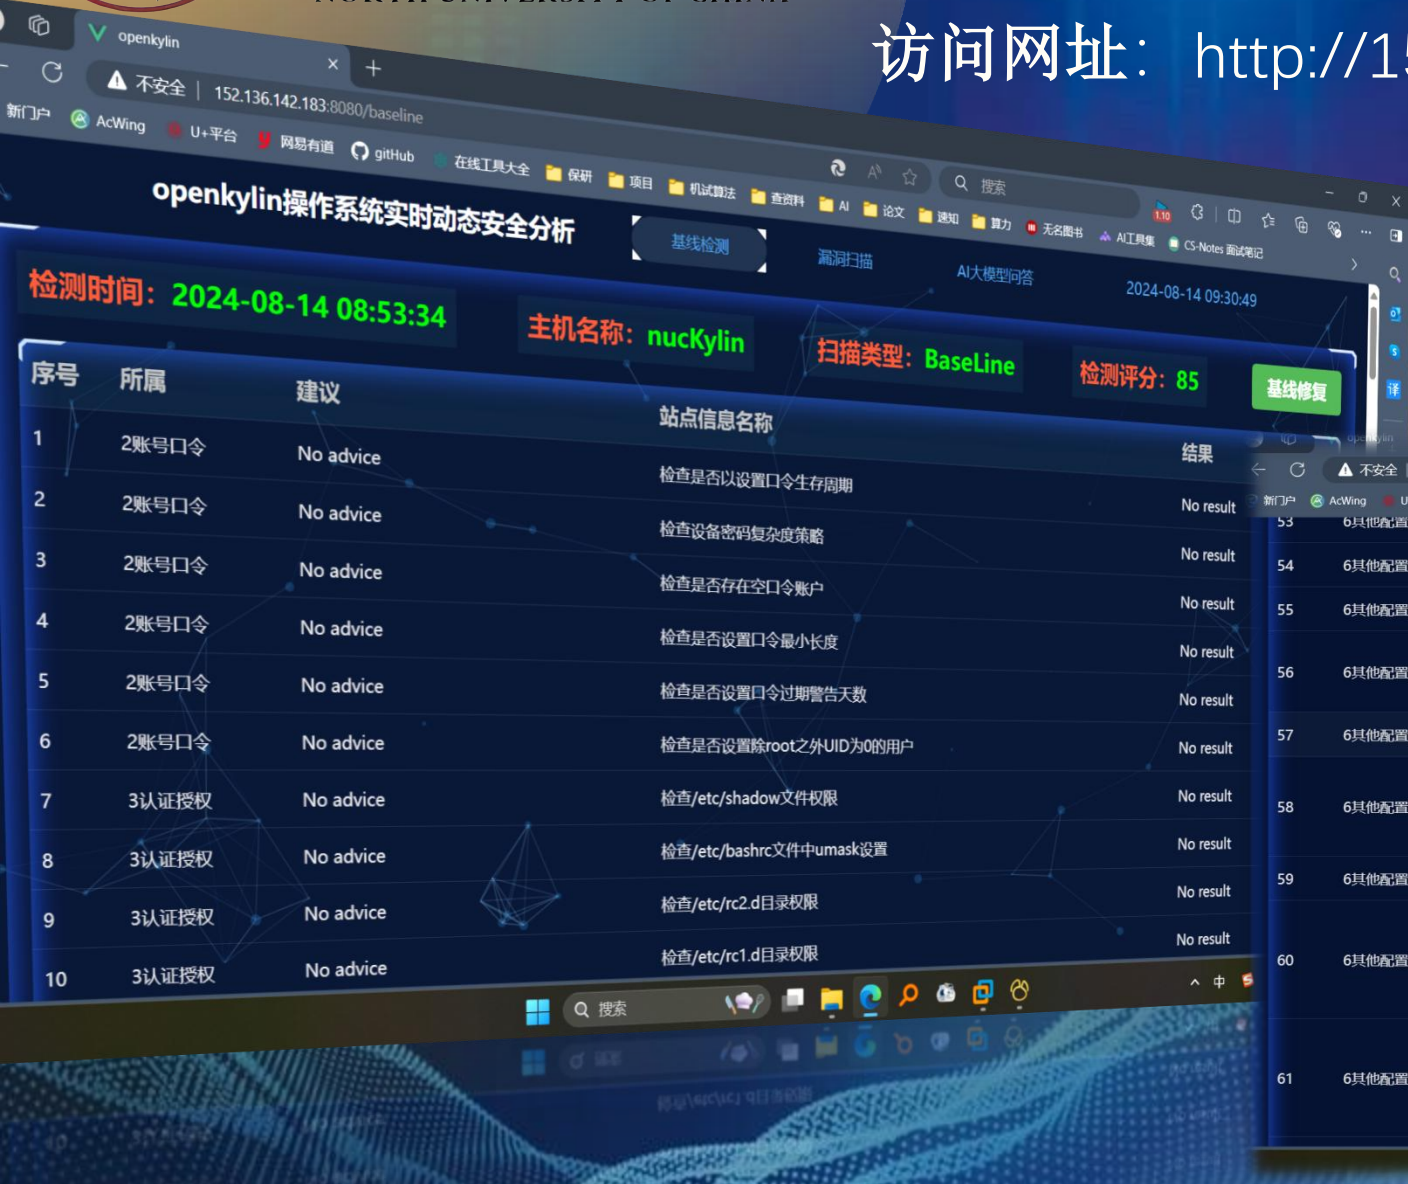 NORTH UNIVERSITY OF CHINA
访问网址：http://15
openkylin
不安全 | 152.136.142.183:8080/baseline
搜索
新门户 AcWing U+平台 网易有道 gitHub 在线工具大全 保研 项目 机试算法 查资料 AI 论文 速知 算力 无名图书 AI工具集 CS-Notes 面试笔记
1.10
openkylin操作系统实时动态安全分析 基线检测 漏洞扫描 AI大模型问答 2024-08-14 09:30:49
检测时间：2024-08-14 08:53:34 主机名称：nucKylin 扫描类型：BaseLine 检测评分：85 基线修复
序号 所属 建议 站点信息名称 结果
1 2账号口令 No advice 检查是否以设置口令生存周期 No result
2 2账号口令 No advice 检查设备密码复杂度策略 No result
3 2账号口令 No advice 检查是否存在空口令账户 No result
4 2账号口令 No advice 检查是否设置口令最小长度 No result
5 2账号口令 No advice 检查是否设置口令过期警告天数 No result
6 2账号口令 No advice 检查是否设置除root之外UID为0的用户 No result
7 3认证授权 No advice 检查/etc/shadow文件权限 No result
8 3认证授权 No advice 检查/etc/bashrc文件中umask设置 No result
9 3认证授权 No advice 检查/etc/rc2.d目录权限 No result
10 3认证授权 No advice 检查/etc/rc1.d目录权限 No result
搜索 中
译
openkylin
不安全
新门户 AcWing U
53 6其他配置
54 6其他配置
55 6其他配置
56 6其他配置
57 6其他配置
58 6其他配置
59 6其他配置
60 6其他配置
61 6其他配置